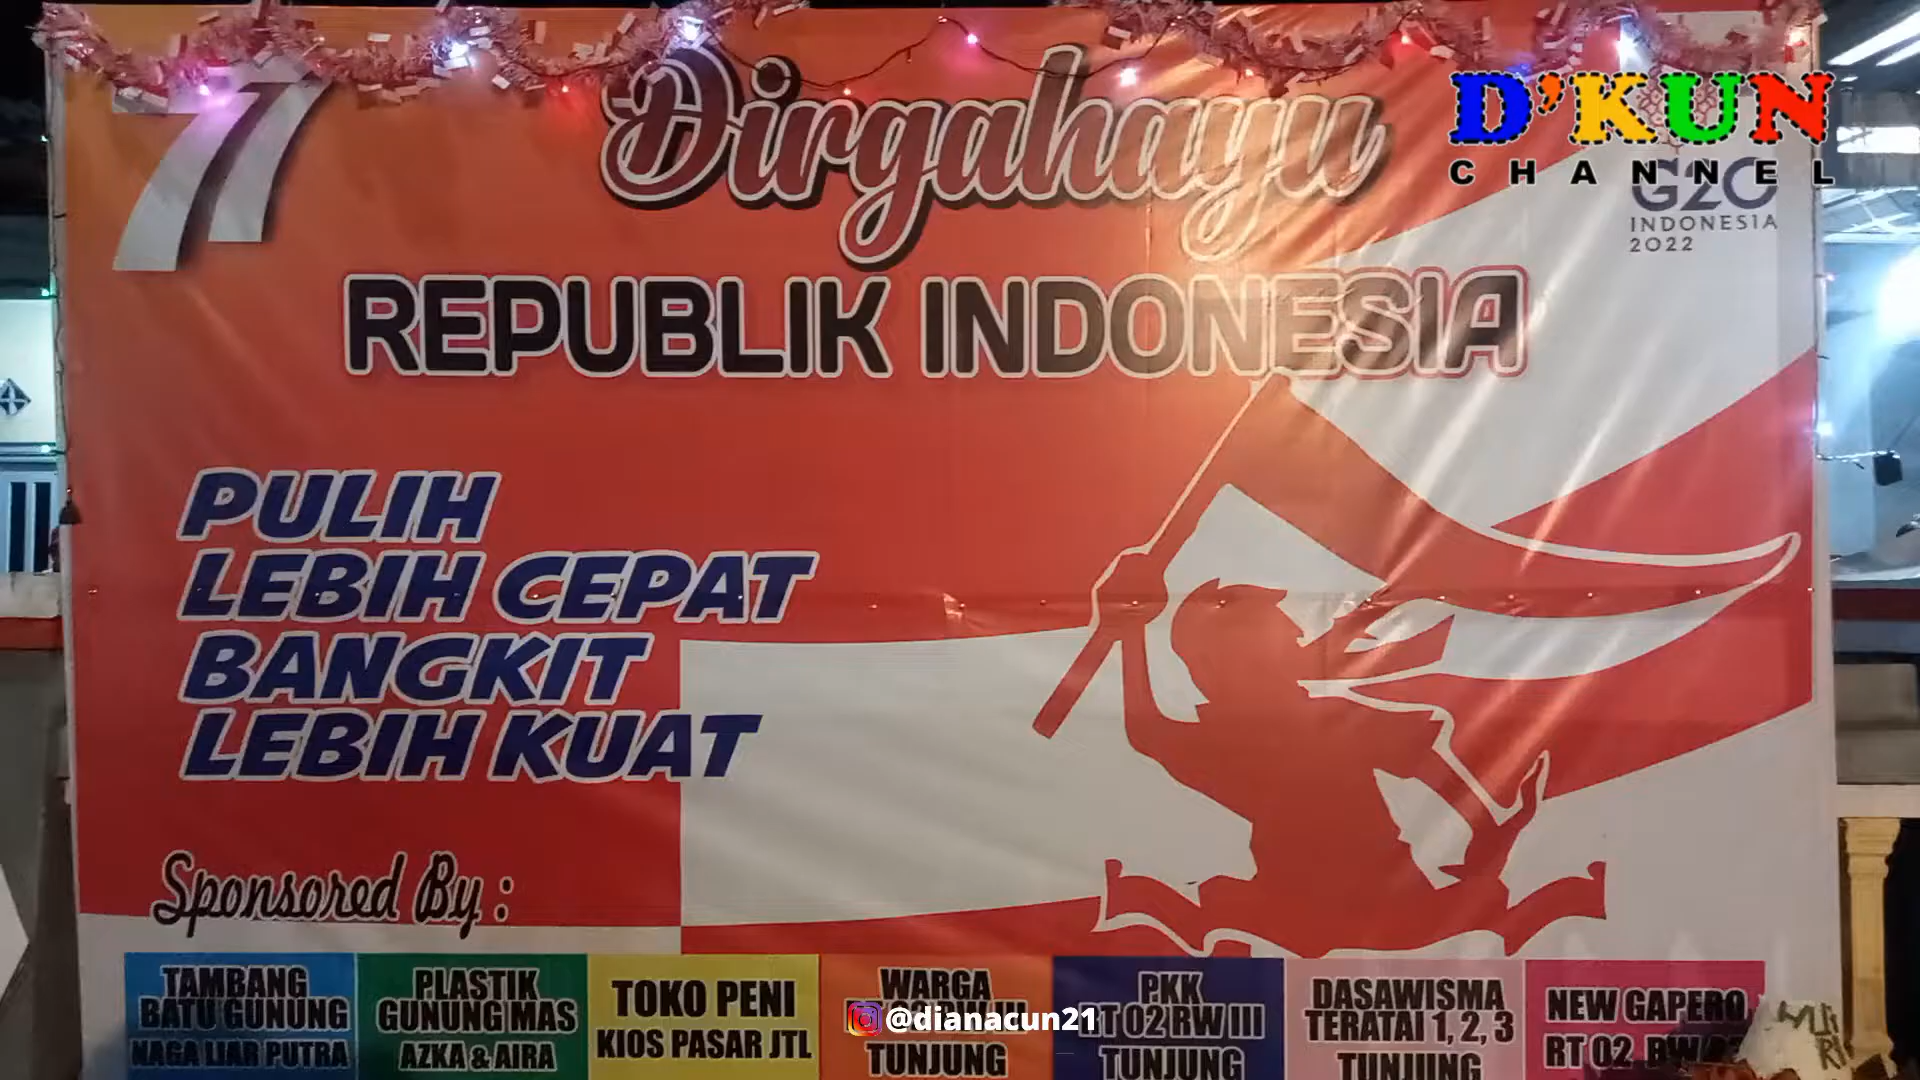 77
Dirgahayu
REPUBLIK INDONESIA
D'KUN
CHANNEL
G20
INDONESIA
2022
PULIH
LEBIH CEPAT
BANGKIT
LEBIH KUAT
Sponsored By :
TAMBANG
BATU GUNUNG
NAGA LIAR PUTRA
PLASTIK
GUNUNG MAS
AZKA & AIRA
TOKO PENI
KIOS PASAR JTL
WARGA
TUNJUNG
@dianacun21
PKK
RT 02 RW III
TUNJUNG
DASAWISMA
TERATAI 1, 2, 3
TUNJUNG
NEW GAPERO
RT 02